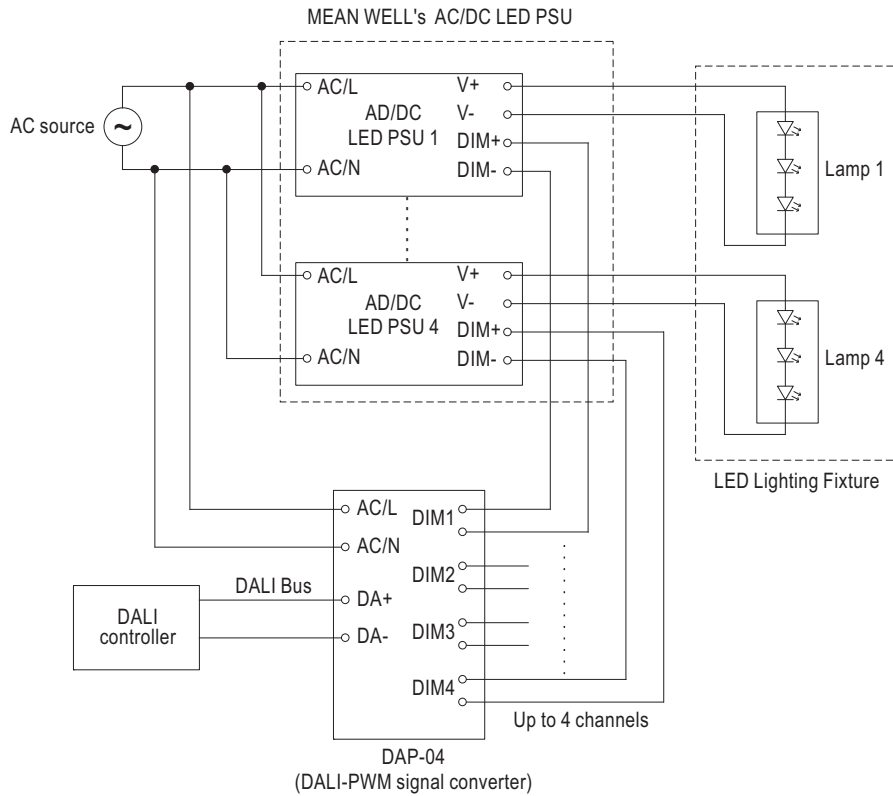 MEAN WELL's AC/DC LED PSU
AC source
~
AC/L
AD/DC
LED PSU 1
AC/N
V+
V-
DIM+
DIM-
Lamp 1
AC/L
AD/DC
LED PSU 4
AC/N
V+
V-
DIM+
DIM-
Lamp 4
LED Lighting Fixture
AC/L
AC/N
DA+
DA-
DIM1
DIM2
DIM3
DIM4
DALI Bus
DALI
controller
Up to 4 channels
DAP-04
(DALI-PWM signal converter)